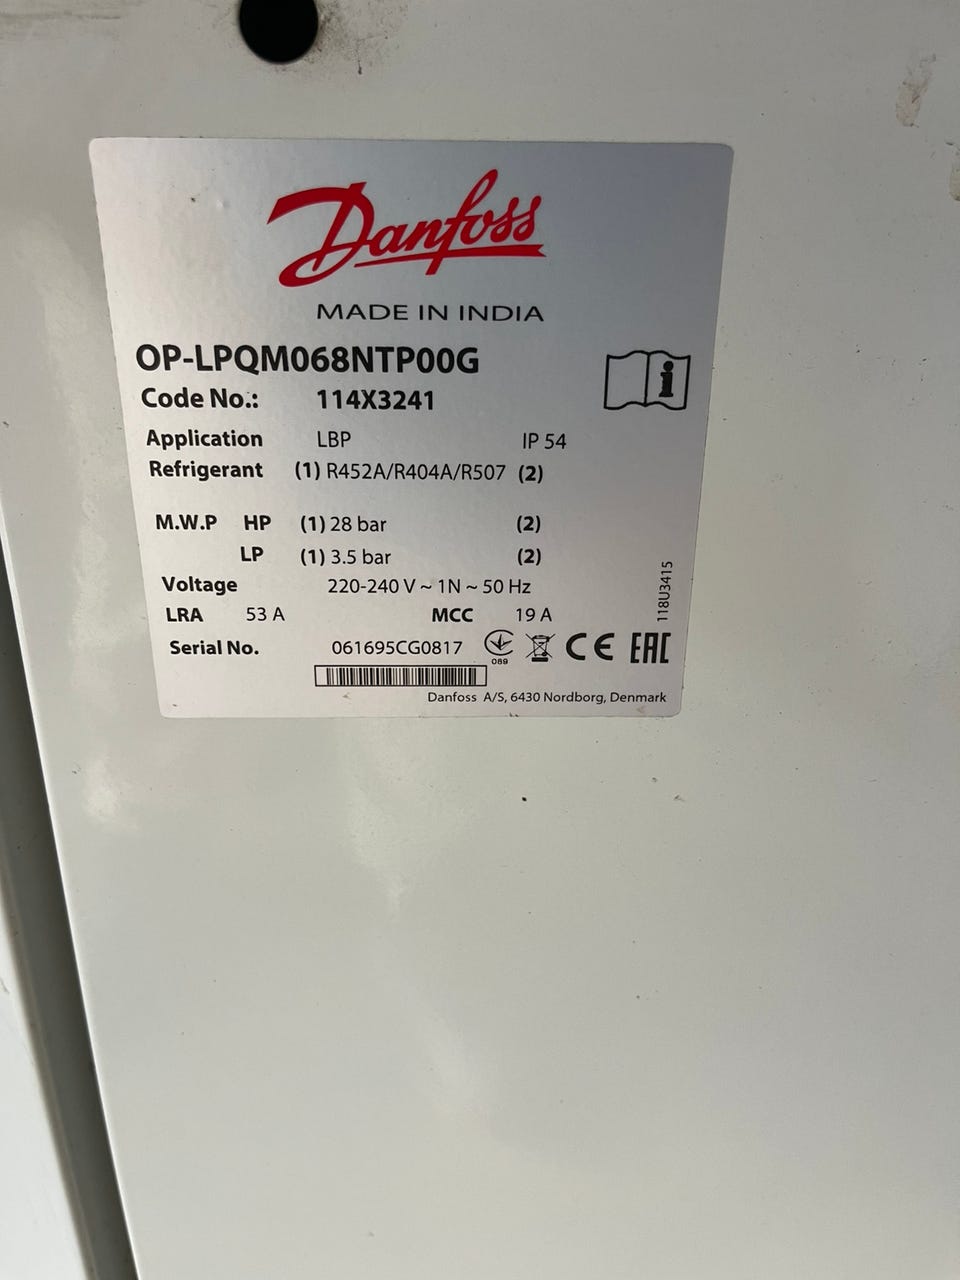 Danfoss
MADE IN INDIA
OP-LPQM068NTP00G
Code No.: 114X3241
Application LBP IP 54
Refrigerant (1) R452A/R404A/R507 (2)
M.W.P HP (1) 28 bar (2)
LP (1) 3.5 bar (2)
Voltage 220-240 V ~ 1N ~ 50 Hz
LRA 53 A MCC 19 A
118U3415
Serial No. 061695CG0817
089
CE EAC
Danfoss A/S, 6430 Nordborg, Denmark